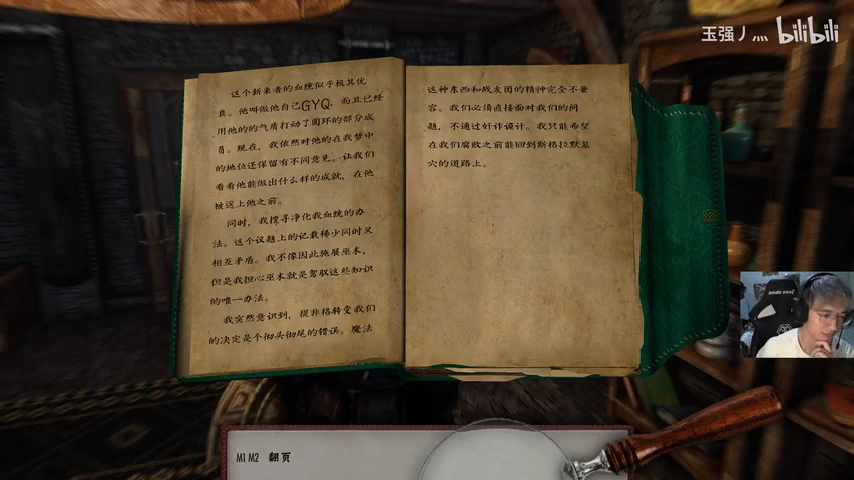 玉强丿灬 bilibili
这个新来者的血统似乎极其优
良。他叫做他自己GYQ，而且已经
用他的的气质打动了圆环的部分成
员。现在，我依然对他的在我梦中
的地位还保留有不同意见。让我们
看看他能做出什么样的成就，在他
被送上他之前。
同时，我搜寻净化我血统的办
法。这个议题上的记载稀少同时又
相互矛盾。我不像因此施展巫术，
但是我担心巫术就是驾驭这些知识
的唯一办法。
我突然意识到，提非格转变我们
的决定是个彻头彻尾的错误。魔法
这种东西和战友团的精神完全不兼
容。我们必须直接面对我们的问
题，不通过奸诈诡计。我只能希望
在我们腐败之前能回到斯格拉默墓
穴的道路上。
M1 M2 翻页